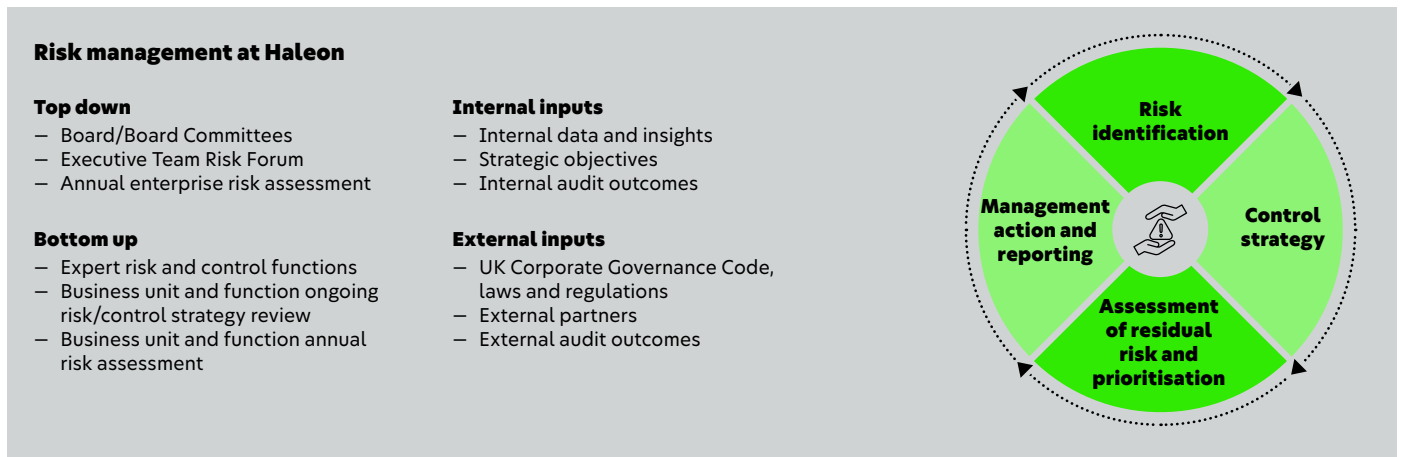 Risk management at Haleon
Top down
— Board/Board Committees
— Executive Team Risk Forum
— Annual enterprise risk assessment
Bottom up
— Expert risk and control functions
— Business unit and function ongoing
risk/control strategy review
— Business unit and function annual
risk assessment
Internal inputs
— Internal data and insights
— Strategic objectives
— Internal audit outcomes
External inputs
— UK Corporate Governance Code,
laws and regulations
— External partners
— External audit outcomes
Risk
identification
Control
strategy
Assessment
of residual
risk and
prioritisation
Management
action and
reporting